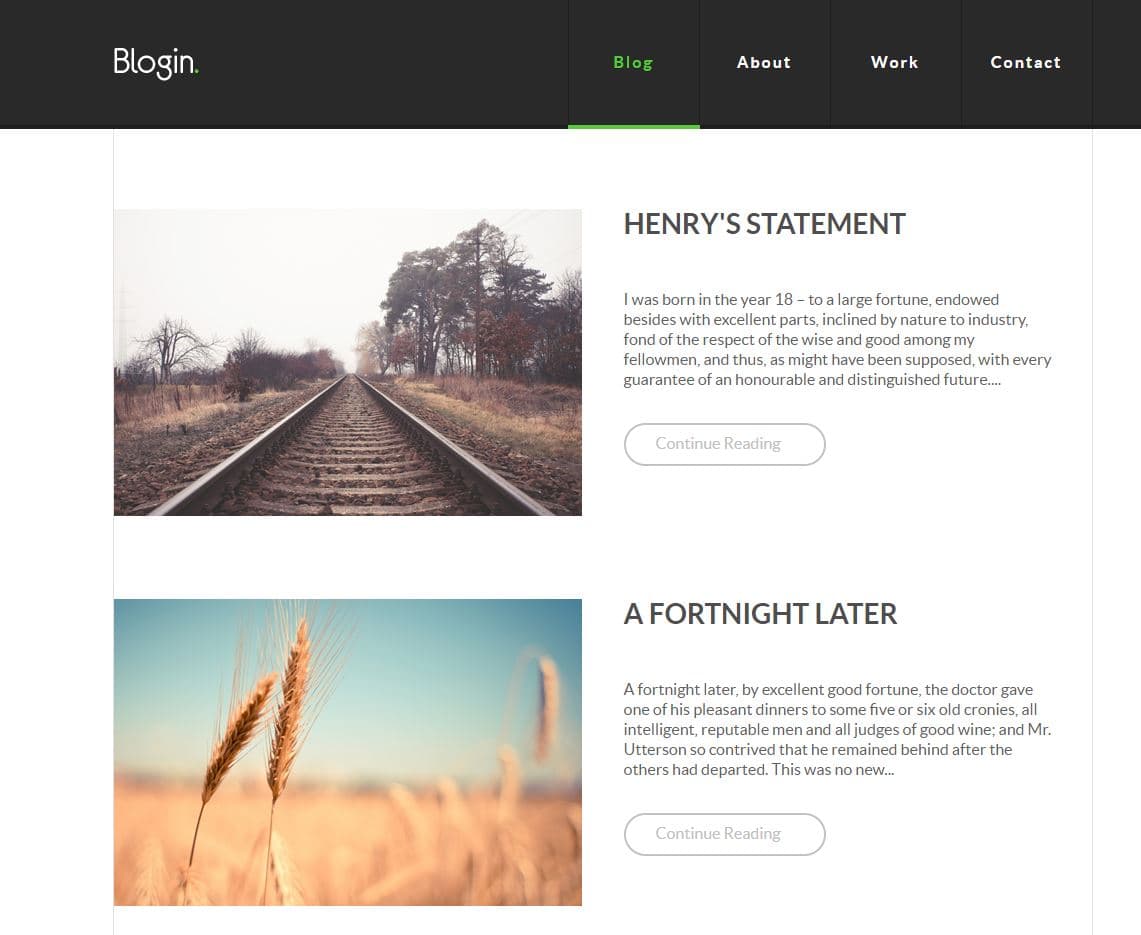 Blogin.
Blog
About
Work
Contact
HENRY'S STATEMENT
I was born in the year 18 – to a large fortune, endowed
besides with excellent parts, inclined by nature to industry,
fond of the respect of the wise and good among my
fellowmen, and thus, as might have been supposed, with every
guarantee of an honourable and distinguished future....
Continue Reading
A FORTNIGHT LATER
A fortnight later, by excellent good fortune, the doctor gave
one of his pleasant dinners to some five or six old cronies, all
intelligent, reputable men and all judges of good wine; and Mr.
Utterson so contrived that he remained behind after the
others had departed. This was no new...
Continue Reading